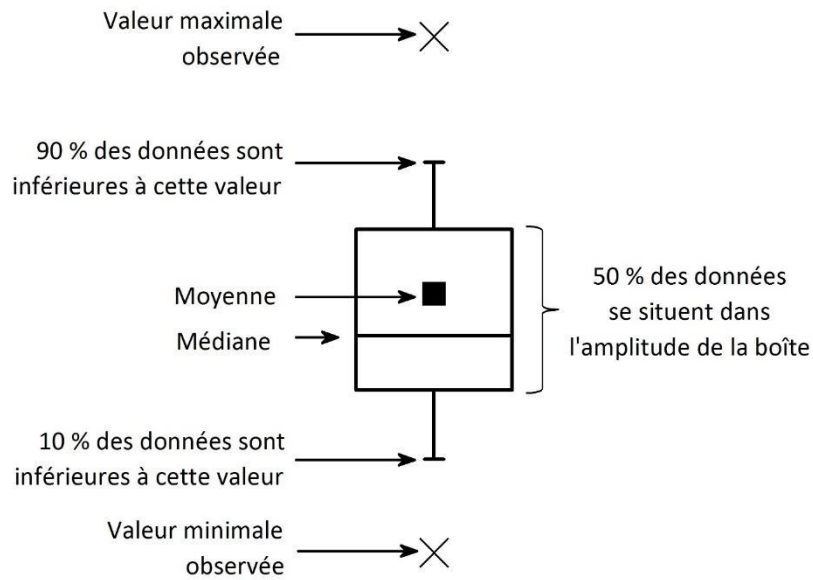 Valeur maximale
observée
90 % des données sont
inférieures à cette valeur
Moyenne
Médiane
50 % des données
se situent dans
l'amplitude de la boîte
10 % des données sont
inférieures à cette valeur
Valeur minimale
observée